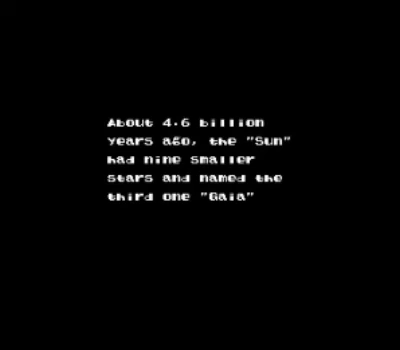 About 4.6 billion
years ago, the "Sun"
had nine smaller
stars and named the
third one "Gaia"